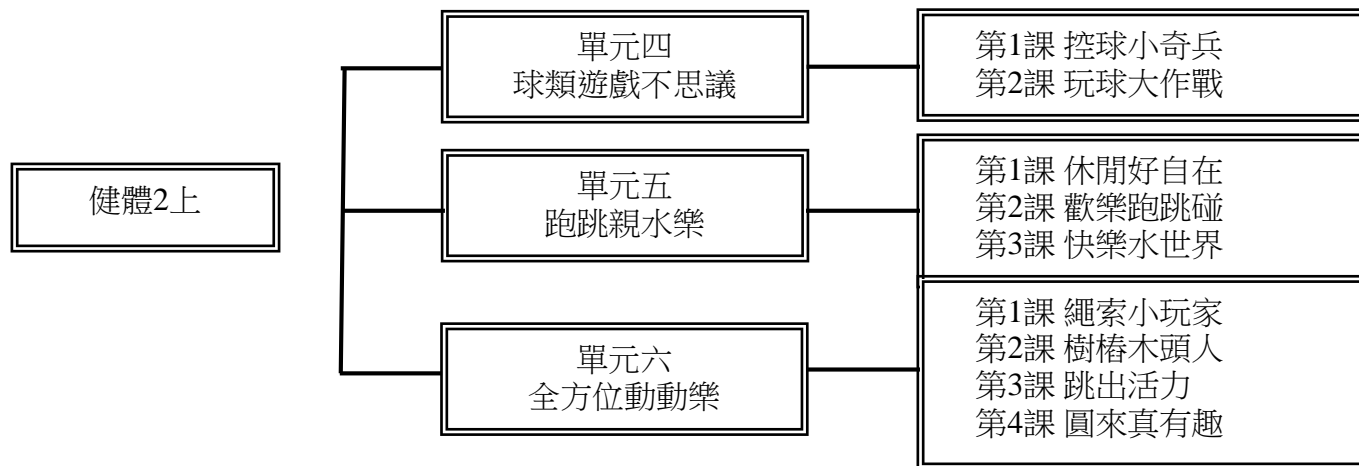 健體2上
單元四
球類遊戲不思議
第1課 控球小奇兵
第2課 玩球大作戰
單元五
跑跳親水樂
第1課 休閒好自在
第2課 歡樂跑跳碰
第3課 快樂水世界
單元六
全方位動動樂
第1課 繩索小玩家
第2課 樹樁木頭人
第3課 跳出活力
第4課 圓來真有趣